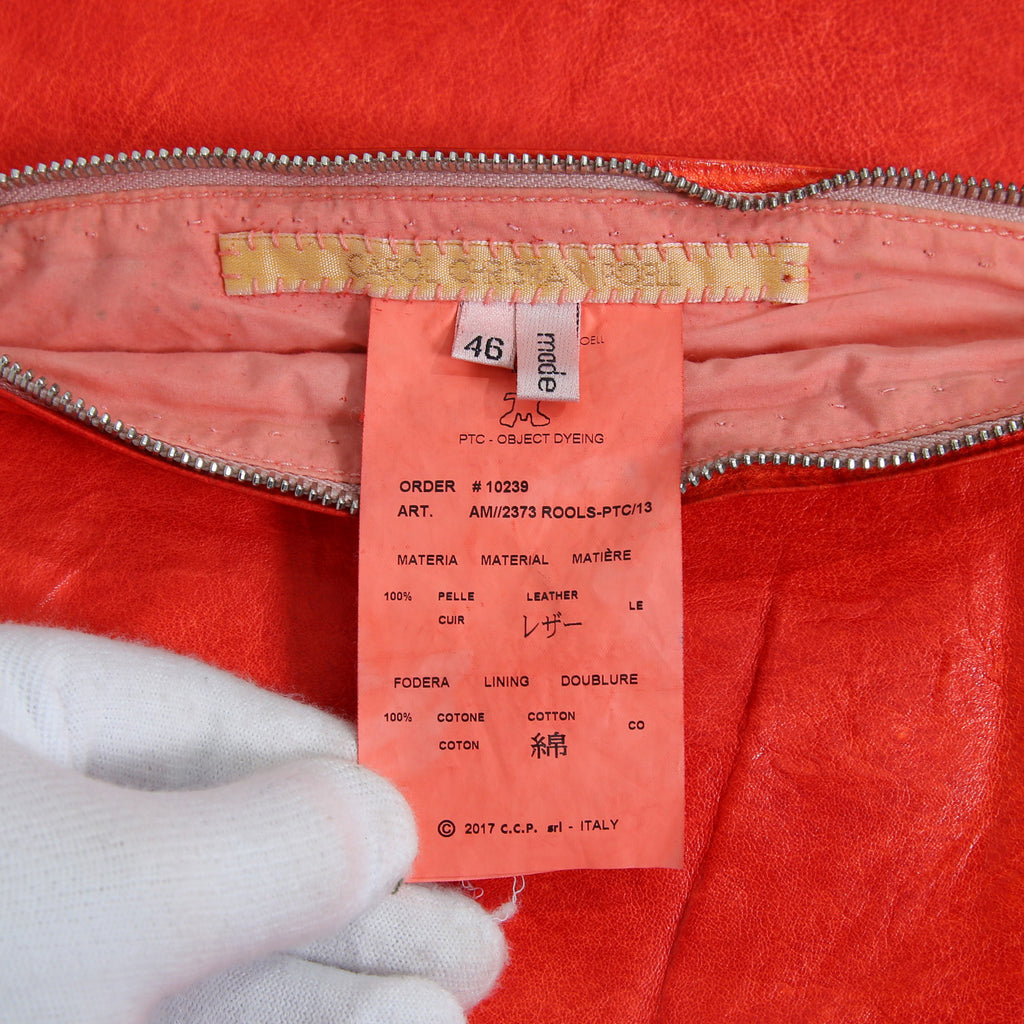 CAROL CHRISTIAN POELL
46
made
OELL
PTC - OBJECT DYEING
ORDER # 10239
ART. AM//2373 ROOLS-PTC/13
MATERIA MATERIAL MATIÈRE
100% PELLE LEATHER LE
CUIR レザー
FODERA LINING DOUBLURE
100% COTONE COTTON CO
COTON 綿
© 2017 C.C.P. srl - ITALY